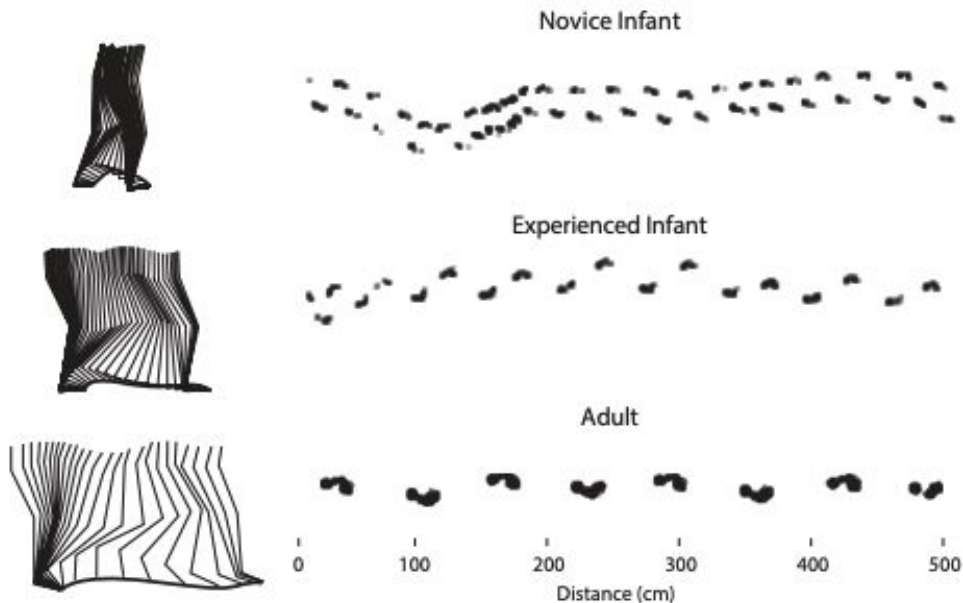 Novice Infant
Experienced Infant
Adult
0 100 200 300 400 500
Distance (cm)